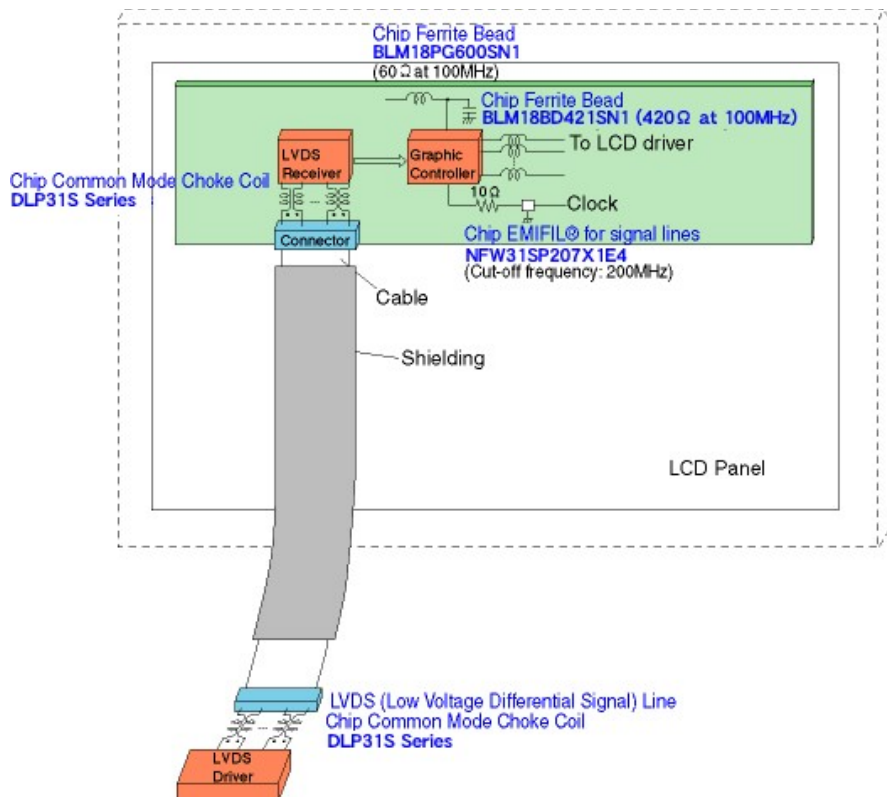 Chip Ferrite Bead
BLM18PG600SN1
(60Ω at 100MHz)
Chip Ferrite Bead
BLM18BD421SN1 (420Ω at 100MHz)
To LCD driver
LVDS
Receiver
Graphic
Controller
Chip Common Mode Choke Coil
DLP31S Series
10Ω
Clock
Connector
Chip EMIFIL® for signal lines
NFW31SP207X1E4
(Cut-off frequency: 200MHz)
Cable
Shielding
LCD Panel
LVDS (Low Voltage Differential Signal) Line
Chip Common Mode Choke Coil
DLP31S Series
LVDS
Driver